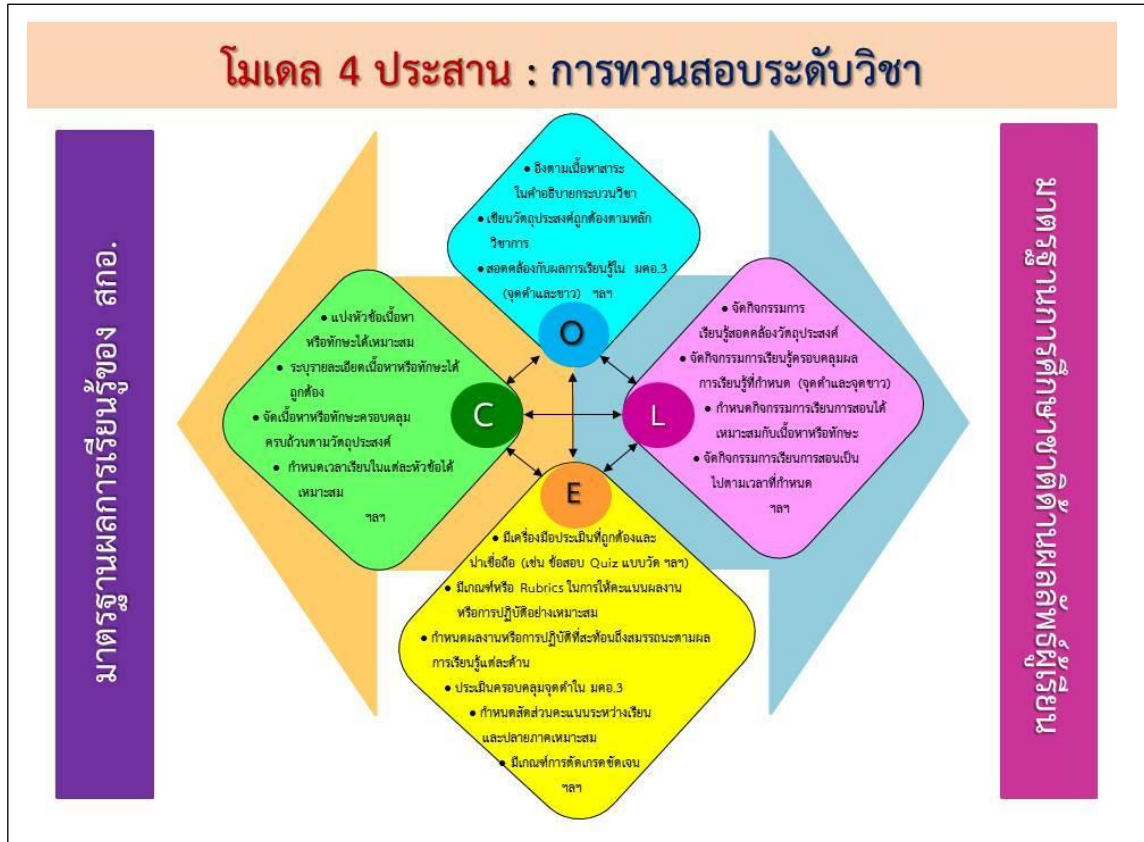 โมเดล 4 ประสาน : การทวนสอบระดับวิชา
มาตรฐานผลการเรียนรู้ของ สกอ.
● อิงตามเนื้อหาสาระ
ในคำอธิบายกระบวนวิชา
● เขียนวัตถุประสงค์ถูกต้องตามหลัก
วิชาการ
● สอดคล้องกับผลการเรียนรู้ใน มคอ.3
(จุดดำและขาว) ฯลฯ
O
● แบ่งหัวข้อเนื้อหา
หรือทักษะได้เหมาะสม
● ระบุรายละเอียดเนื้อหาหรือทักษะได้
ถูกต้อง
● จัดเนื้อหาหรือทักษะครอบคลุม
ครบถ้วนตามวัตถุประสงค์
● กำหนดเวลาเรียนในแต่ละหัวข้อได้
เหมาะสม
ฯลฯ
C
L
● จัดกิจกรรมการ
เรียนรู้สอดคล้องวัตถุประสงค์
● จัดกิจกรรมการเรียนรู้ครอบคลุมผล
การเรียนรู้ที่กำหนด (จุดดำและจุดขาว)
● กำหนดกิจกรรมการเรียนการสอนได้
เหมาะสมกับเนื้อหาหรือทักษะ
● จัดกิจกรรมการเรียนการสอนเป็น
ไปตามเวลาที่กำหนด
ฯลฯ
E
● มีเครื่องมือประเมินที่ถูกต้องและ
น่าเชื่อถือ (เช่น ข้อสอบ Quiz แบบวัด ฯลฯ)
● มีเกณฑ์หรือ Rubrics ในการให้คะแนนผลงาน
หรือการปฏิบัติอย่างเหมาะสม
● กำหนดผลงานหรือการปฏิบัติที่สะท้อนถึงสมรรถนะตามผล
การเรียนรู้แต่ละด้าน
● ประเมินครอบคลุมจุดดำใน มคอ.3
● กำหนดสัดส่วนคะแนนระหว่างเรียน
และปลายภาคเหมาะสม
● มีเกณฑ์การตัดเกรดชัดเจน
ฯลฯ
มาตรฐานการศึกษาชาติด้านผลลัพธ์ผู้เรียน